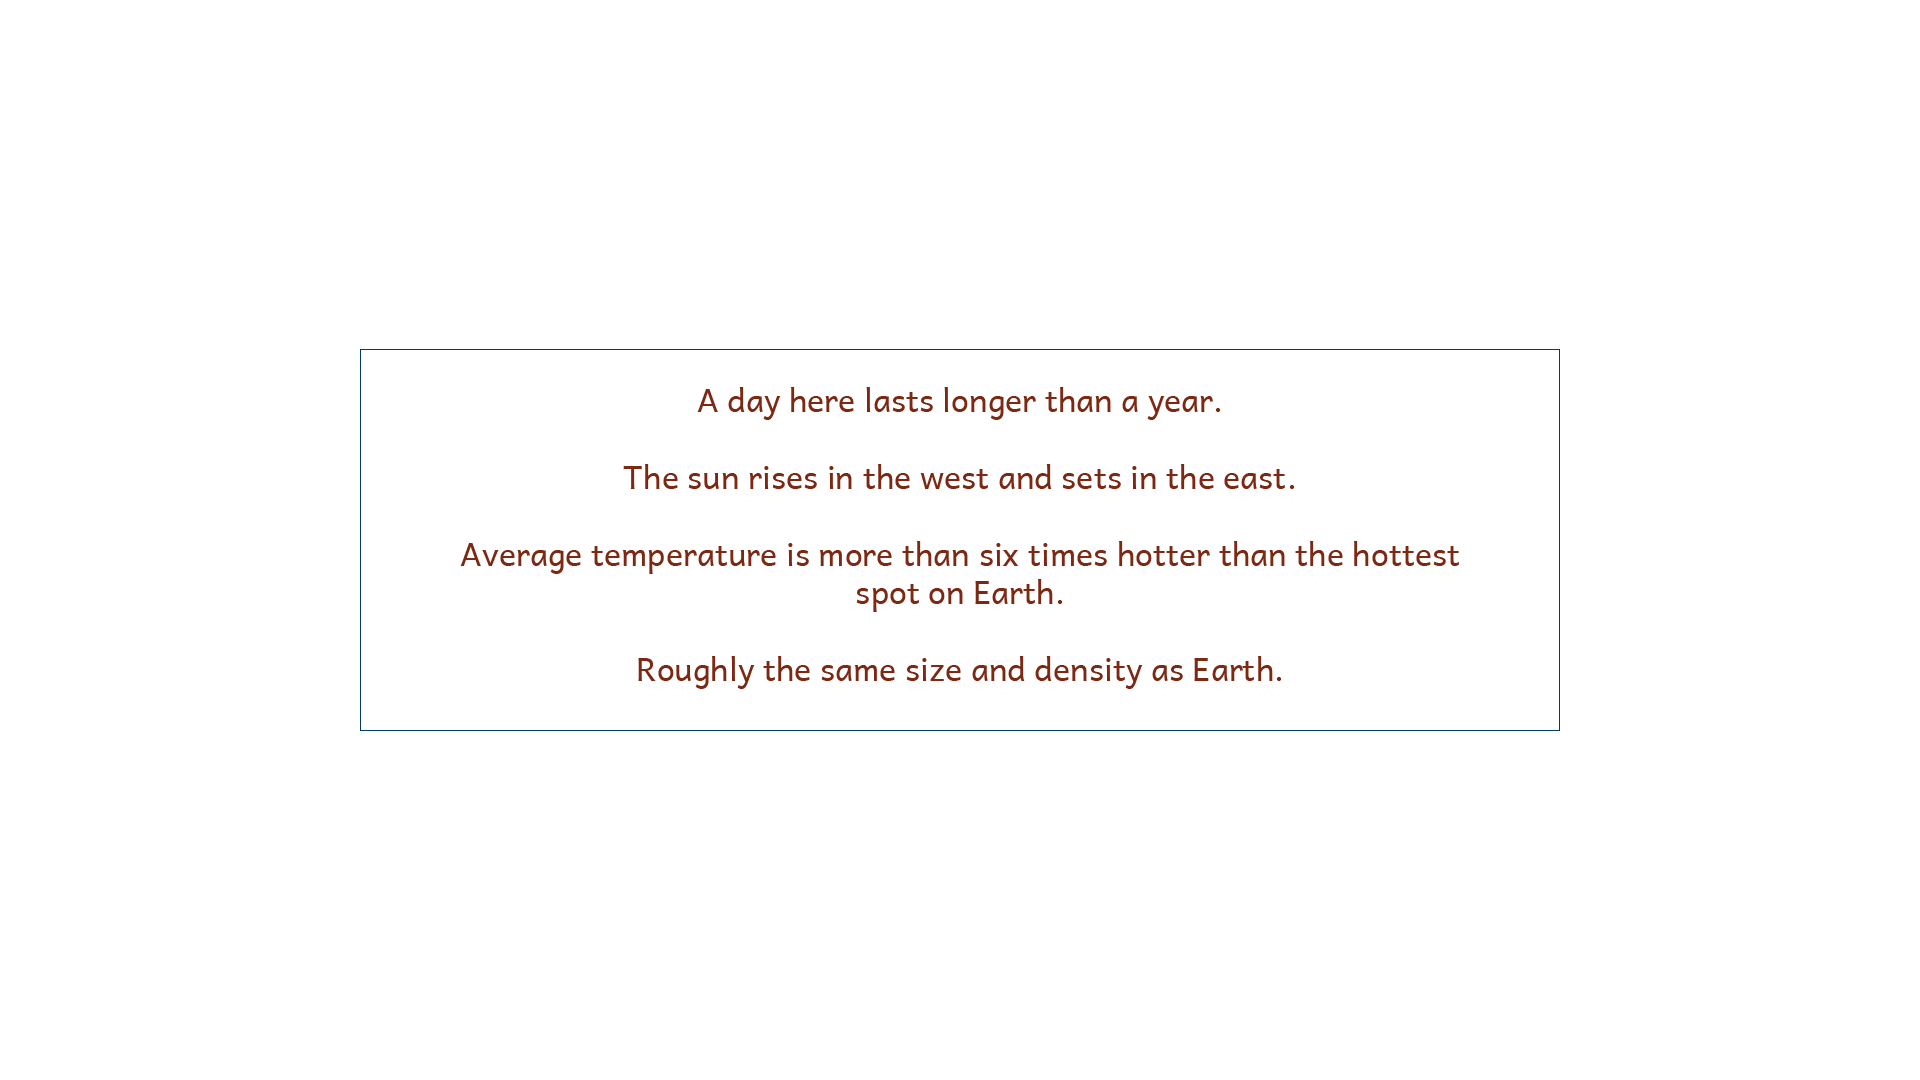 A day here lasts longer than a year.
The sun rises in the west and sets in the east.
Average temperature is more than six times hotter than the hottest
spot on Earth.
Roughly the same size and density as Earth.